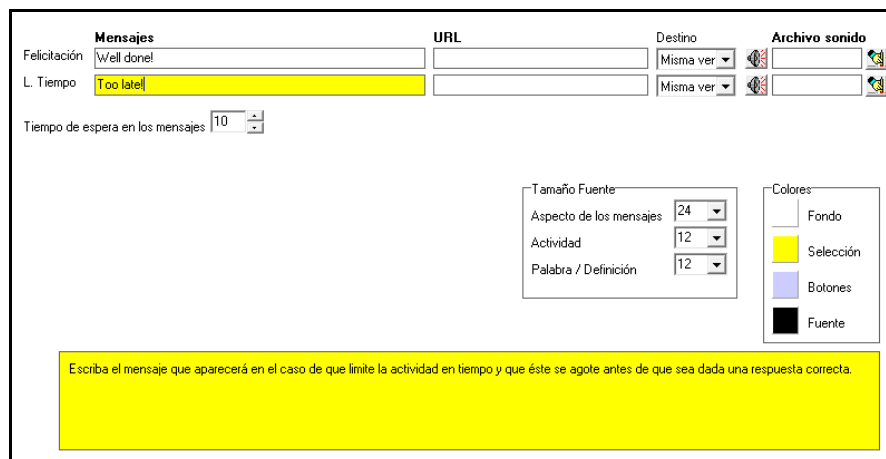 Mensajes URL Destino Archivo sonido
Felicitación Well done! Misma ver
L. Tiempo Too late! Misma ver
Tiempo de espera en los mensajes 10
Tamaño Fuente
Aspecto de los mensajes 24
Actividad 12
Palabra / Definición 12
Colores
Fondo
Selección
Botones
Fuente
Escriba el mensaje que aparecerá en el caso de que limite la actividad en tiempo y que éste se agote antes de que sea dada una respuesta correcta.